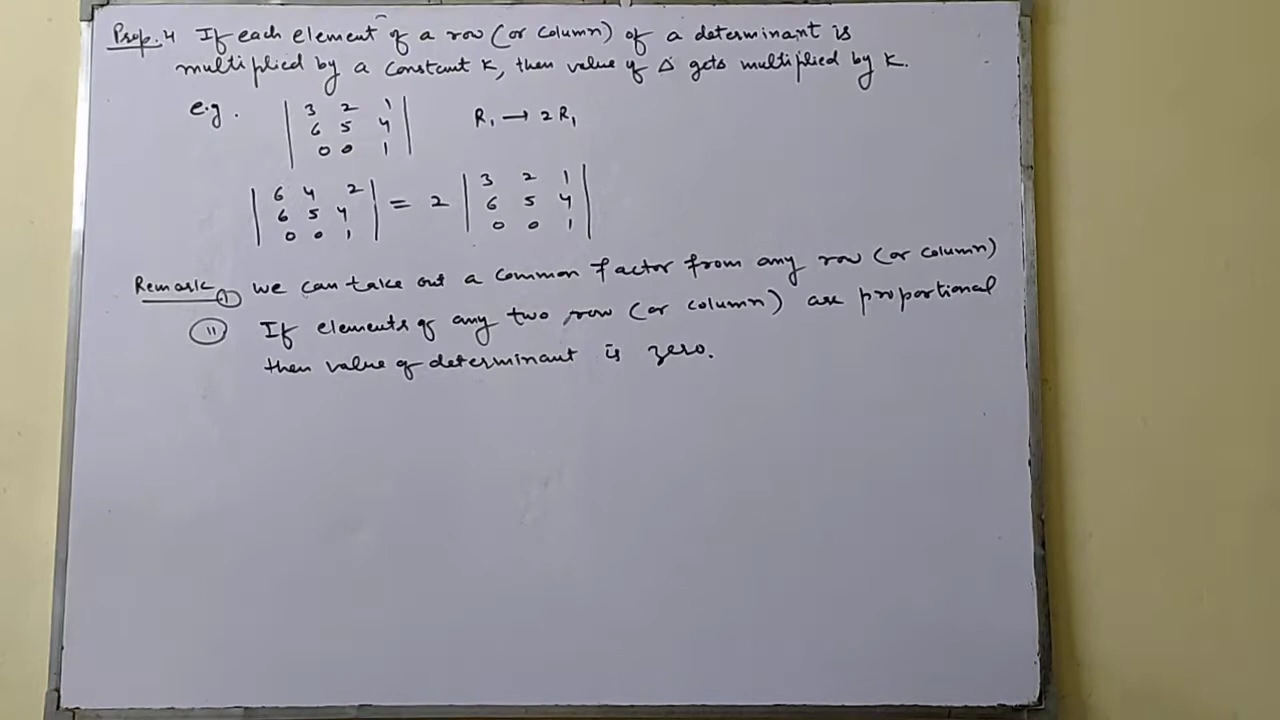 Prop. 4 If each element of a row (or column) of a determinant is
multiplied by a constant K, then value of Δ gets multiplied by K.
e.g. | 3 2 1 | R₁ → 2 R₁
| 6 5 4 |
| 0 0 1 |
| 6 4 2 | = 2 | 3 2 1 |
| 6 5 4 | | 6 5 4 |
| 0 0 1 | | 0 0 1 |
Remark (i) we can take out a common factor from any row (or column)
(ii) If elements of any two row (or column) are proportional
then value of determinant is zero.